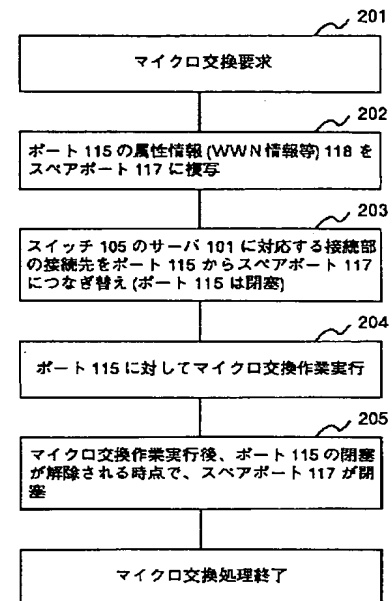 201
マイクロ交換要求
202
ポート 115 の属性情報 (WWN 情報等) 118 を
スペアポート 117 に複写
203
スイッチ 105 のサーバ 101 に対応する接続部
の接続先をポート 115 からスペアポート 117
につなぎ替え (ポート 115 は閉塞)
204
ポート 115 に対してマイクロ交換作業実行
205
マイクロ交換作業実行後、ポート 115 の閉塞
が解除される時点で、スペアポート 117 が閉
塞
マイクロ交換処理終了